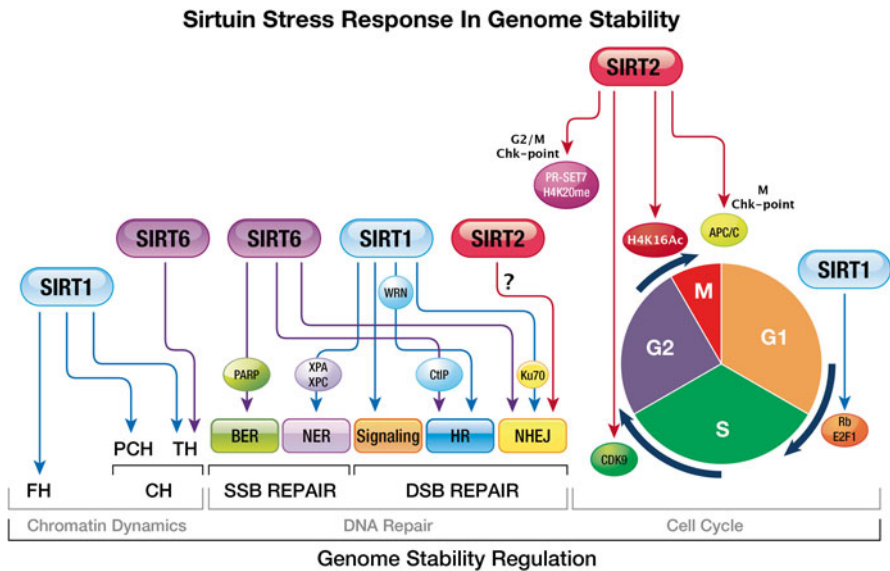 Sirtuin Stress Response In Genome Stability
SIRT2
G2/M
Chk-point
PR-SET7
H4K20me
M
Chk-point
H4K16Ac
APC/C
SIRT6
SIRT6
SIRT1
SIRT2
SIRT1
SIRT1
?
WRN
M
G1
G2
S
PARP
XPA
XPC
CtIP
Ku70
Rb
E2F1
CDK9
PCH
TH
BER
NER
Signaling
HR
NHEJ
FH
CH
SSB REPAIR
DSB REPAIR
Chromatin Dynamics
DNA Repair
Cell Cycle
Genome Stability Regulation